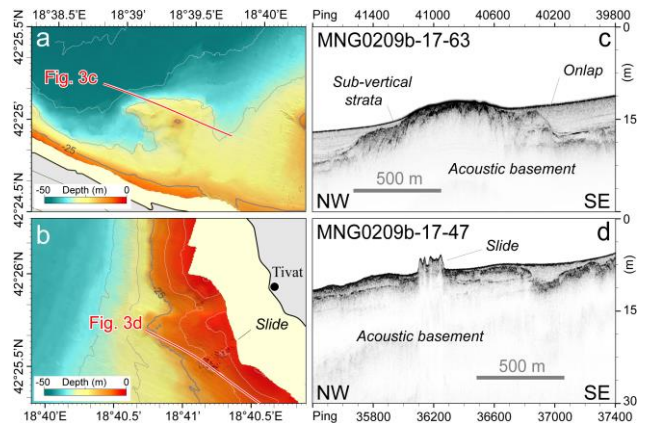 18°38.5'E 18°39'E 18°39.5'E 18°40'E
42°25.5'N
42°25'N
42°24.5'N
a
Fig. 3c
-25
-50 Depth (m) 0
b
42°26'N
42°25.5'N
-25
Tivat
Fig. 3d
Slide
-50 Depth (m) 0
18°40'E 18°40.5'E 18°41'E 18°40.5'E
Ping 41400 41000 40600 40200 39800
MNG0209b-17-63
c
0
(m)
15
Onlap
Sub-vertical
strata
Acoustic basement
500 m
NW
SE
MNG0209b-17-47
d
0
(m)
15
30
Slide
Acoustic basement
500 m
NW
SE
Ping 35800 36200 36600 37000 37400